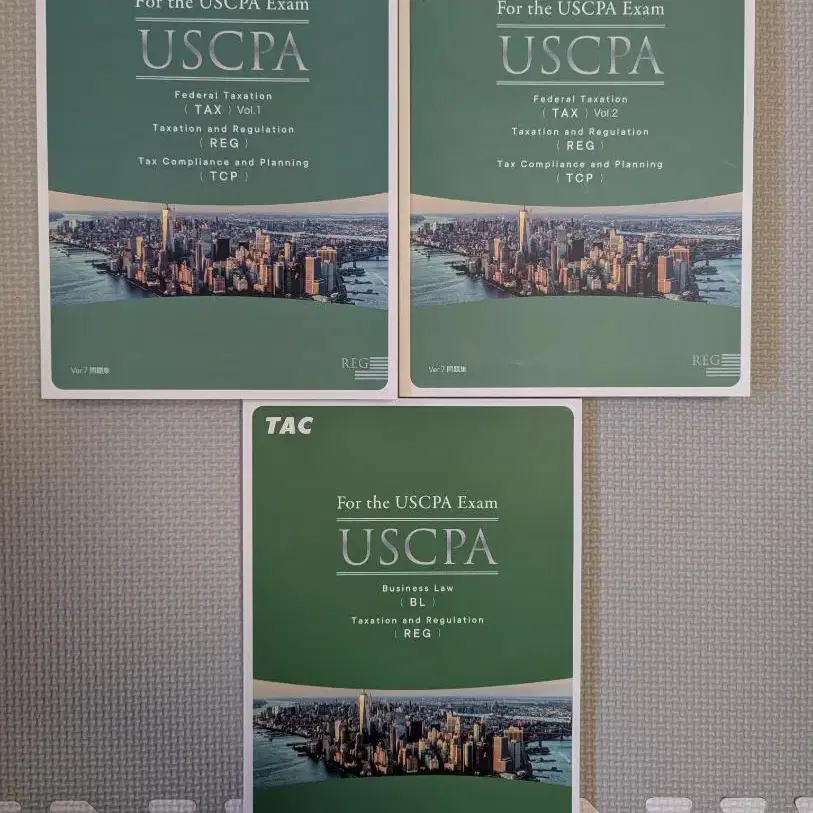 For the USCPA Exam
USCPA
Federal Taxation
( TAX ) Vol.1
Taxation and Regulation
( REG )
Tax Compliance and Planning
( TCP )
Ver.7 問題集
REG
For the USCPA Exam
USCPA
Federal Taxation
( TAX ) Vol.2
Taxation and Regulation
( REG )
Tax Compliance and Planning
( TCP )
Ver.7 問題集
REG
TAC
For the USCPA Exam
USCPA
Business Law
( BL )
Taxation and Regulation
( REG )